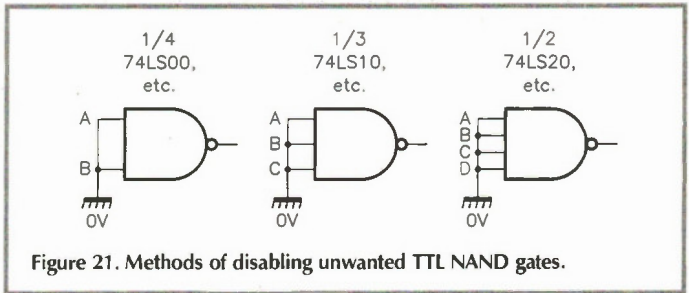 1/4
74LS00,
etc.
A
B
0V
1/3
74LS10,
etc.
A
B
C
0V
1/2
74LS20,
etc.
A
B
C
D
0V
Figure 21. Methods of disabling unwanted TTL NAND gates.